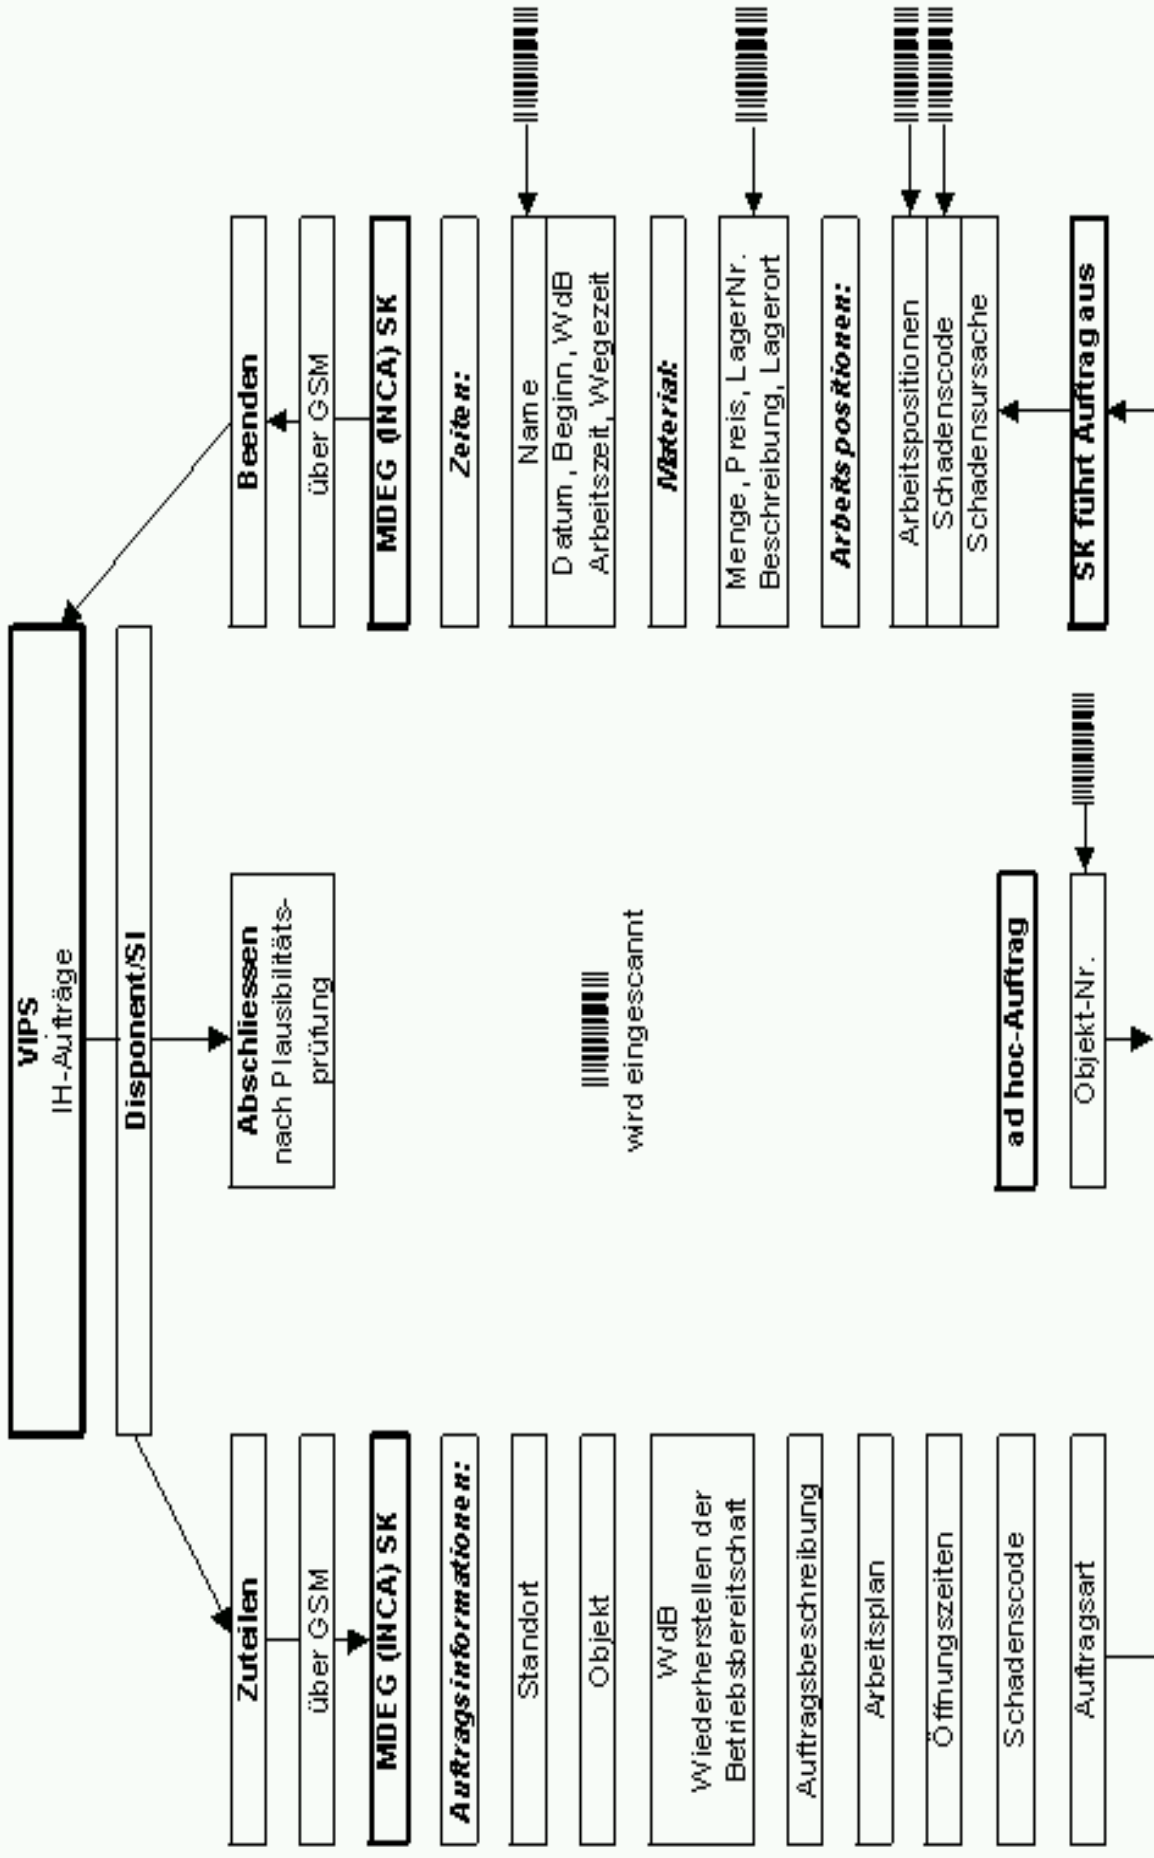 VIPS
IH-Aufträge
Disponent/SI
Zuteilen
über GSM
MDEG (INCA) SK
Auftragsinformationen:
Standort
Objekt
WdB
Wiederherstellen der
Betriebsbereitschaft
Auftragsbeschreibung
Arbeitsplan
Öffnungszeiten
Schadenscode
Auftragsart
Abschliessen
nach Plausibilitäts-
prüfung
wird eingescannt
ad hoc-Auftrag
Objekt-Nr.
Beenden
über GSM
MDEG (INCA) SK
Zeiten:
Name
Datum, Beginn, WdB
Arbeitszeit, Wegezeit
Material:
Menge, Preis, LagerNr.
Beschreibung, Lagerort
Arbeitspositionen:
Arbeitspositionen
Schadenscode
Schadensursache
SK führt Auftrag aus